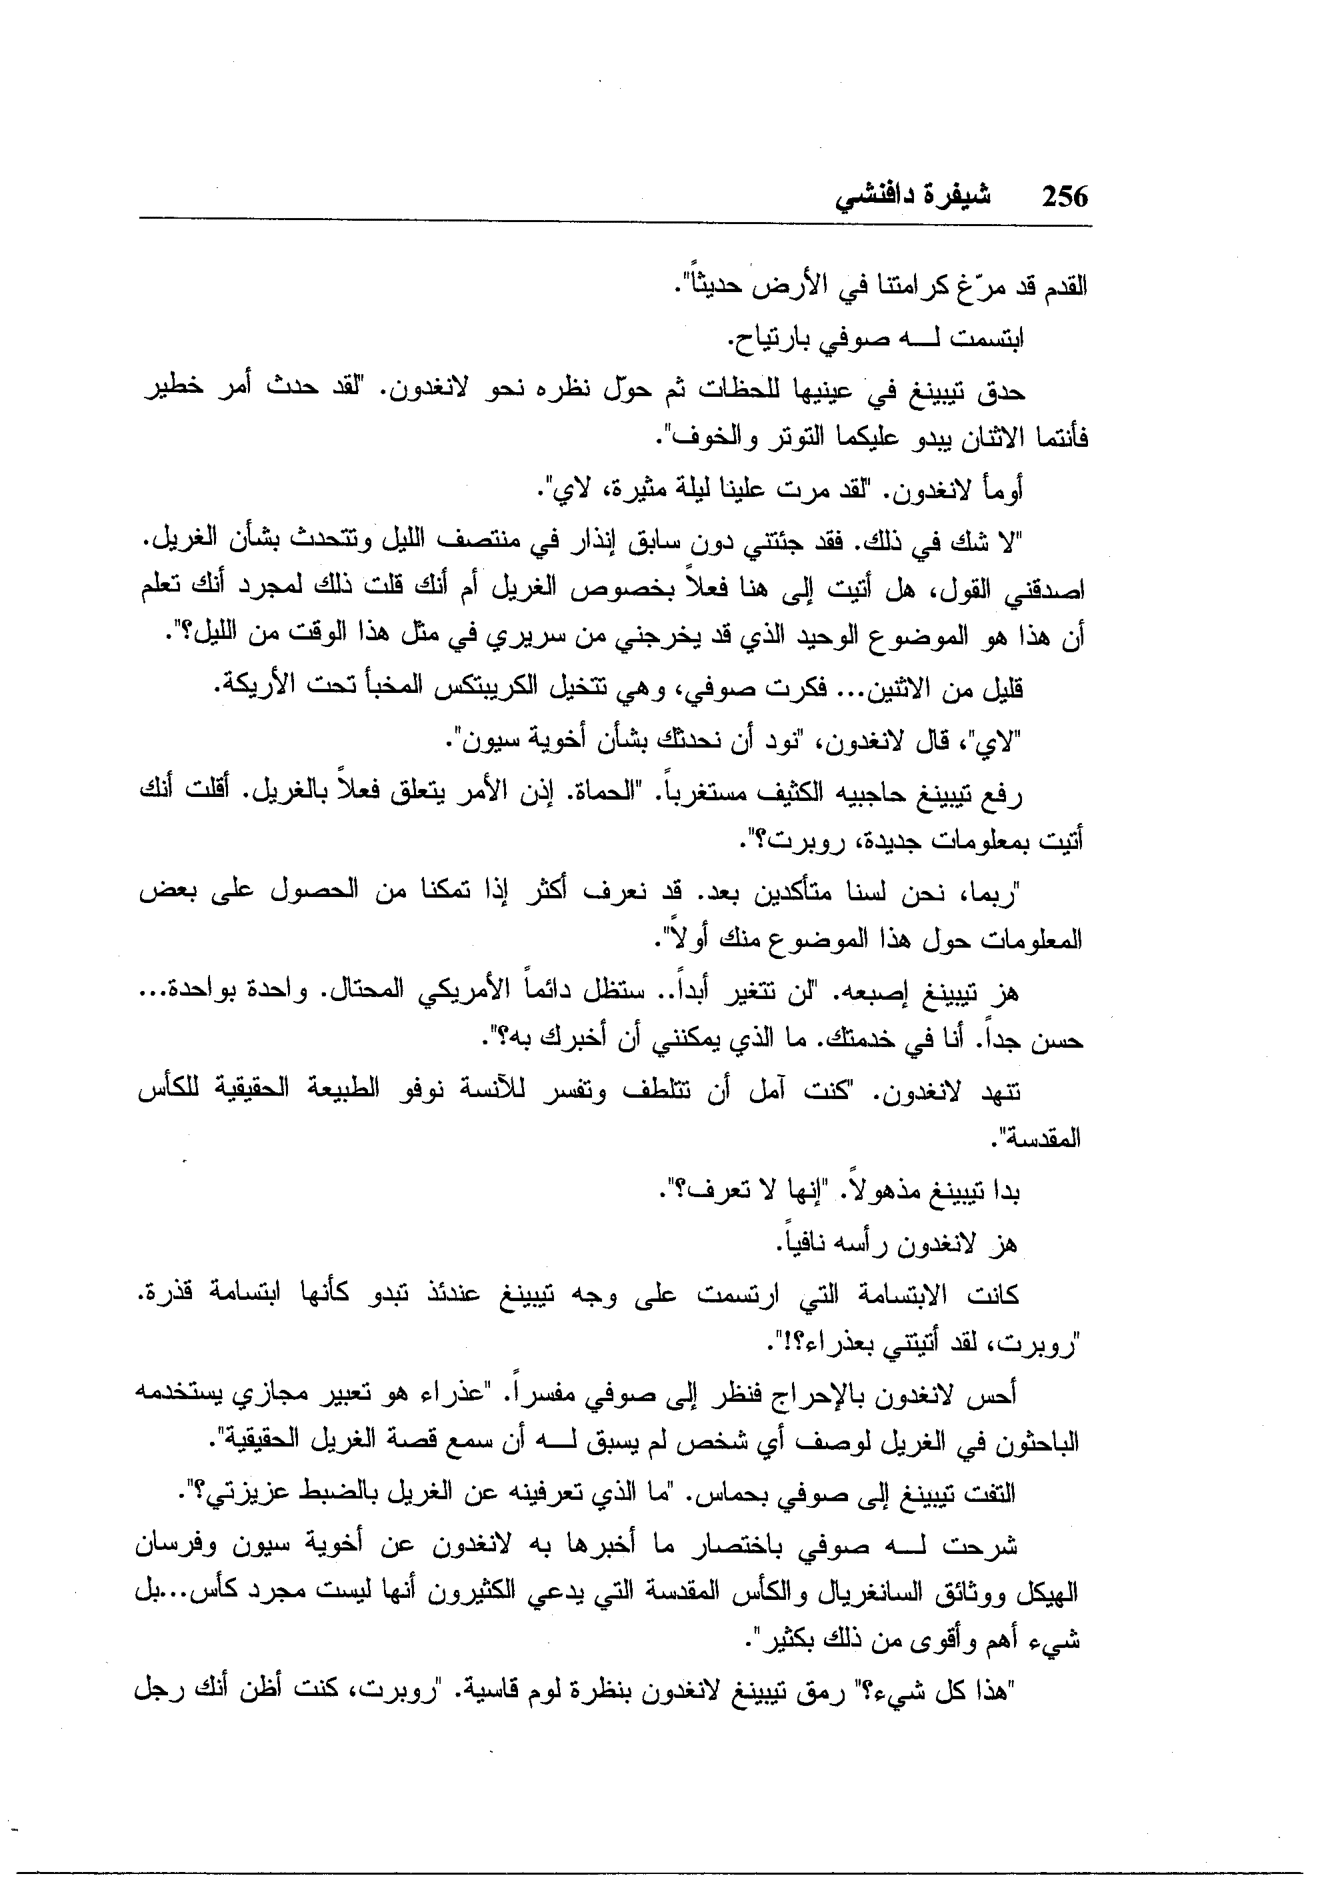 256 شيفرة دافنشي
القدم قد مرّغ كرامتنا في الأرض حديثاً".
ابتسمت لـه صوفي بارتياح.
حدق تيبينغ في عينيها للحظات ثم حوّل نظره نحو لانغدون. "لقد حدث أمر خطير
فأنتما الاثنان يبدو عليكما التوتر والخوف".
أومأ لانغدون. "لقد مرت علينا ليلة مثيرة، لاي".
"لا شك في ذلك. فقد جئتني دون سابق إنذار في منتصف الليل وتتحدث بشأن الغريل.
اصدقني القول، هل أتيت إلى هنا فعلاً بخصوص الغريل أم أنك قلت ذلك لمجرد أنك تعلم
أن هذا هو الموضوع الوحيد الذي قد يخرجني من سريري في مثل هذا الوقت من الليل؟".
قليل من الاثنين... فكرت صوفي، وهي تتخيل الكريبتكس المخبأ تحت الأريكة.
"لاي"، قال لانغدون، "نود أن نحدثك بشأن أخوية سيون".
رفع تيبينغ حاجبيه الكثيف مستغرباً. "الحماة. إذن الأمر يتعلق فعلاً بالغريل. أقلت أنك
أتيت بمعلومات جديدة، روبرت؟".
"ربما، نحن لسنا متأكدين بعد. قد نعرف أكثر إذا تمكنا من الحصول على بعض
المعلومات حول هذا الموضوع منك أولاً".
هز تيبينغ إصبعه. "لن تتغير أبداً.. ستظل دائماً الأمريكي المحتال. واحدة بواحدة...
حسن جداً. أنا في خدمتك. ما الذي يمكنني أن أخبرك به؟".
تنهد لانغدون. "كنت آمل أن تتلطف وتفسر للآنسة نوفو الطبيعة الحقيقية للكأس
المقدسة".
بدا تيبينغ مذهولاً. "إنها لا تعرف؟".
هز لانغدون رأسه نافياً.
كانت الابتسامة التي ارتسمت على وجه تيبينغ عندئذ تبدو كأنها ابتسامة قذرة.
"روبرت، لقد أتيتني بعذراء؟!".
أحس لانغدون بالإحراج فنظر إلى صوفي مفسراً. "عذراء هو تعبير مجازي يستخدمه
الباحثون في الغريل لوصف أي شخص لم يسبق لـه أن سمع قصة الغريل الحقيقية".
التفت تيبينغ إلى صوفي بحماس. "ما الذي تعرفينه عن الغريل بالضبط عزيزتي؟".
شرحت لـه صوفي باختصار ما أخبرها به لانغدون عن أخوية سيون وفرسان
الهيكل ووثائق السانغريال والكأس المقدسة التي يدعي الكثيرون أنها ليست مجرد كأس...بل
شيء أهم وأقوى من ذلك بكثير".
"هذا كل شيء؟" رمق تيبينغ لانغدون بنظرة لوم قاسية. "روبرت، كنت أظن أنك رجل